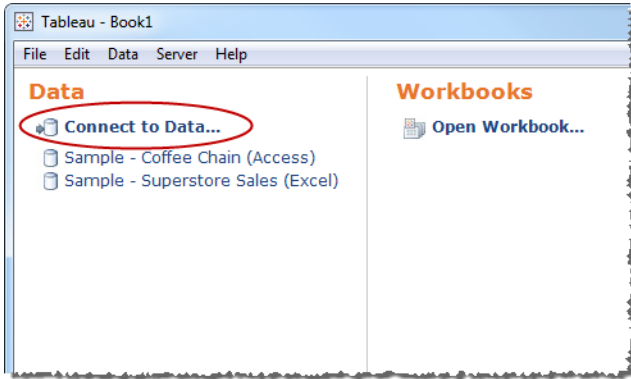 Tableau - Book1
File Edit Data Server Help
Data
Connect to Data...
Sample - Coffee Chain (Access)
Sample - Superstore Sales (Excel)
Workbooks
Open Workbook...